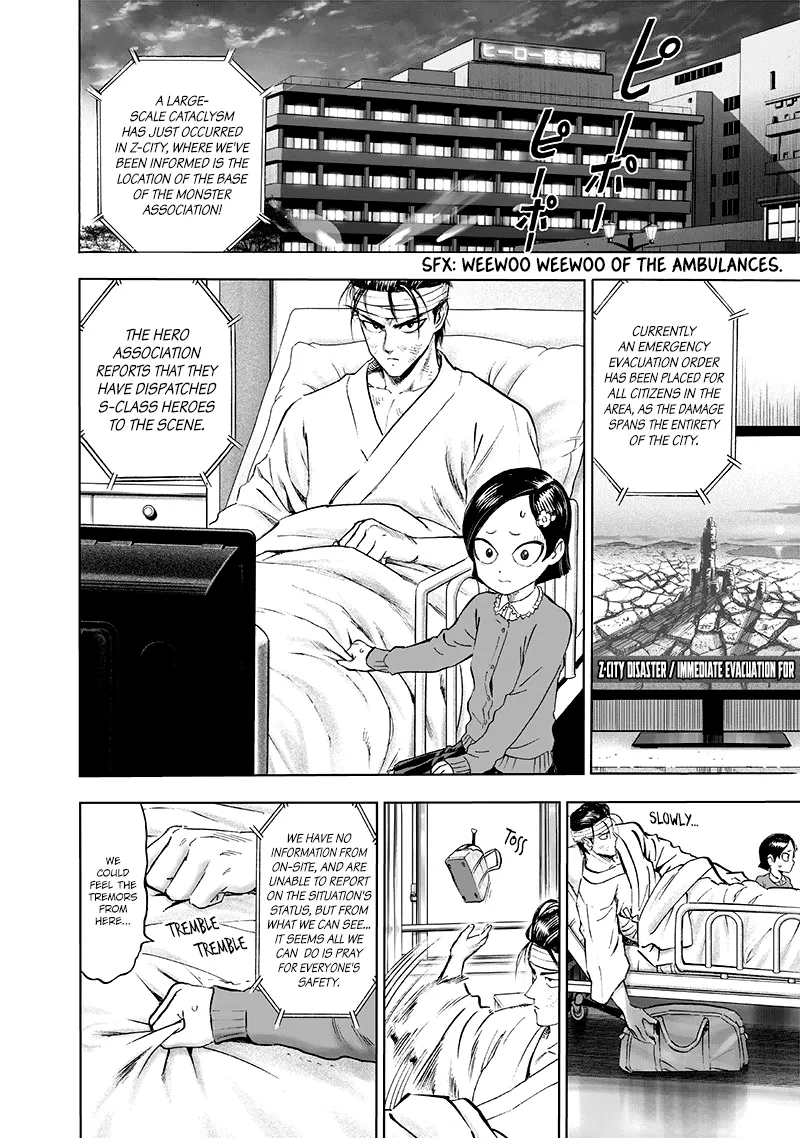 ヒーロー協会病院
A LARGE-
SCALE CATACLYSM
HAS JUST OCCURRED
IN Z-CITY, WHERE WE'VE
BEEN INFORMED IS THE
LOCATION OF THE BASE
OF THE MONSTER
ASSOCIATION!
ピーポー
ピーポー
SFX: WEEWOO WEEWOO OF THE AMBULANCES.
THE HERO
ASSOCIATION
REPORTS THAT THEY
HAVE DISPATCHED
S-CLASS HEROES
TO THE SCENE.
CURRENTLY
AN EMERGENCY
EVACUATION ORDER
HAS BEEN PLACED FOR
ALL CITIZENS IN THE
AREA, AS THE DAMAGE
SPANS THE ENTIRETY
OF THE CITY.
Z-CITY DISASTER / IMMEDIATE EVACUATION FOR
WE
COULD
FEEL THE
TREMORS
FROM
HERE...
TREMBLE
TREMBLE
WE HAVE NO
INFORMATION FROM
ON-SITE, AND ARE
UNABLE TO REPORT
ON THE SITUATION'S
STATUS, BUT FROM
WHAT WE CAN SEE...
IT SEEMS ALL WE
CAN DO IS PRAY
FOR EVERYONE'S
SAFETY.
TOSS
SLOWLY...